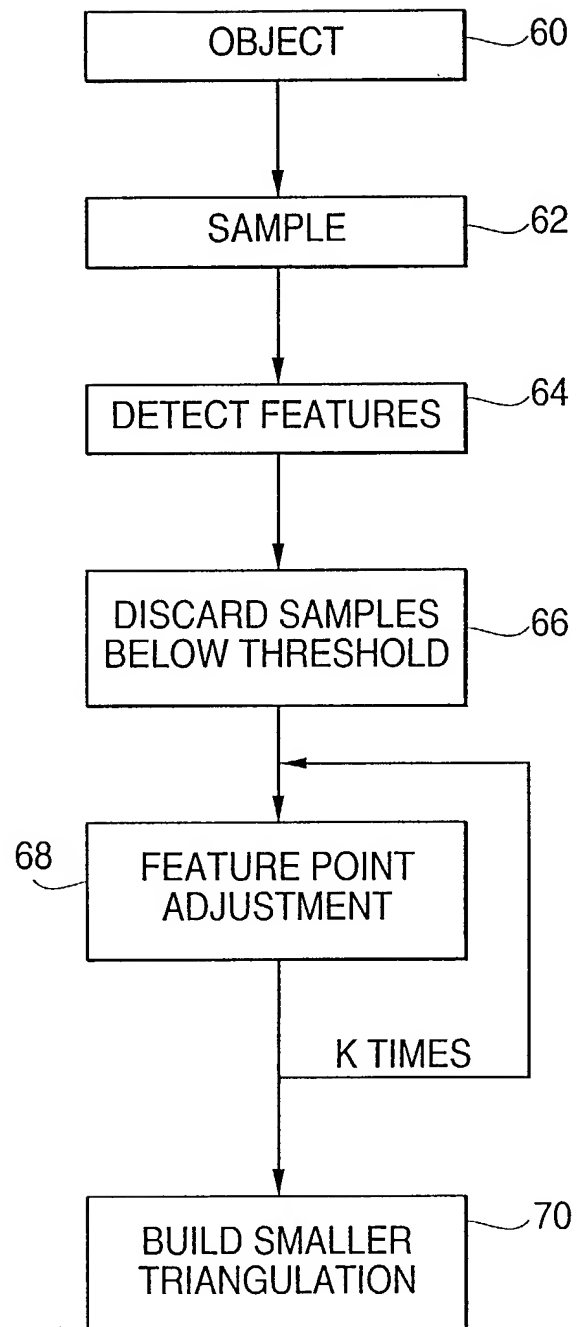 OBJECT
60
SAMPLE
62
DETECT FEATURES
64
DISCARD SAMPLES
BELOW THRESHOLD
66
68
FEATURE POINT
ADJUSTMENT
K TIMES
BUILD SMALLER
TRIANGULATION
70